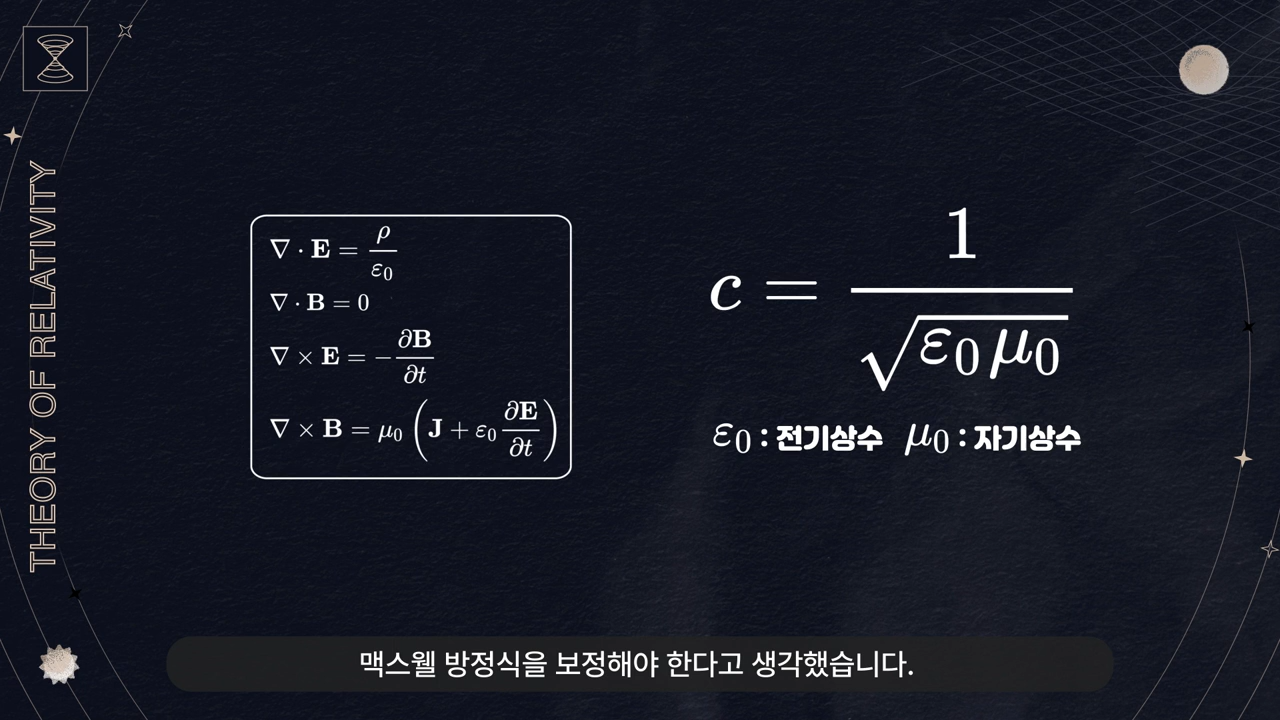 THEORY OF RELATIVITY
∇ · E = ρ/ε₀
∇ · B = 0
∇ × E = −∂B/∂t
∇ × B = μ₀ (J + ε₀ ∂E/∂t)
c = 1/√(ε₀ μ₀)
ε₀ : 전기상수 μ₀ : 자기상수
맥스웰 방정식을 보정해야 한다고 생각했습니다.